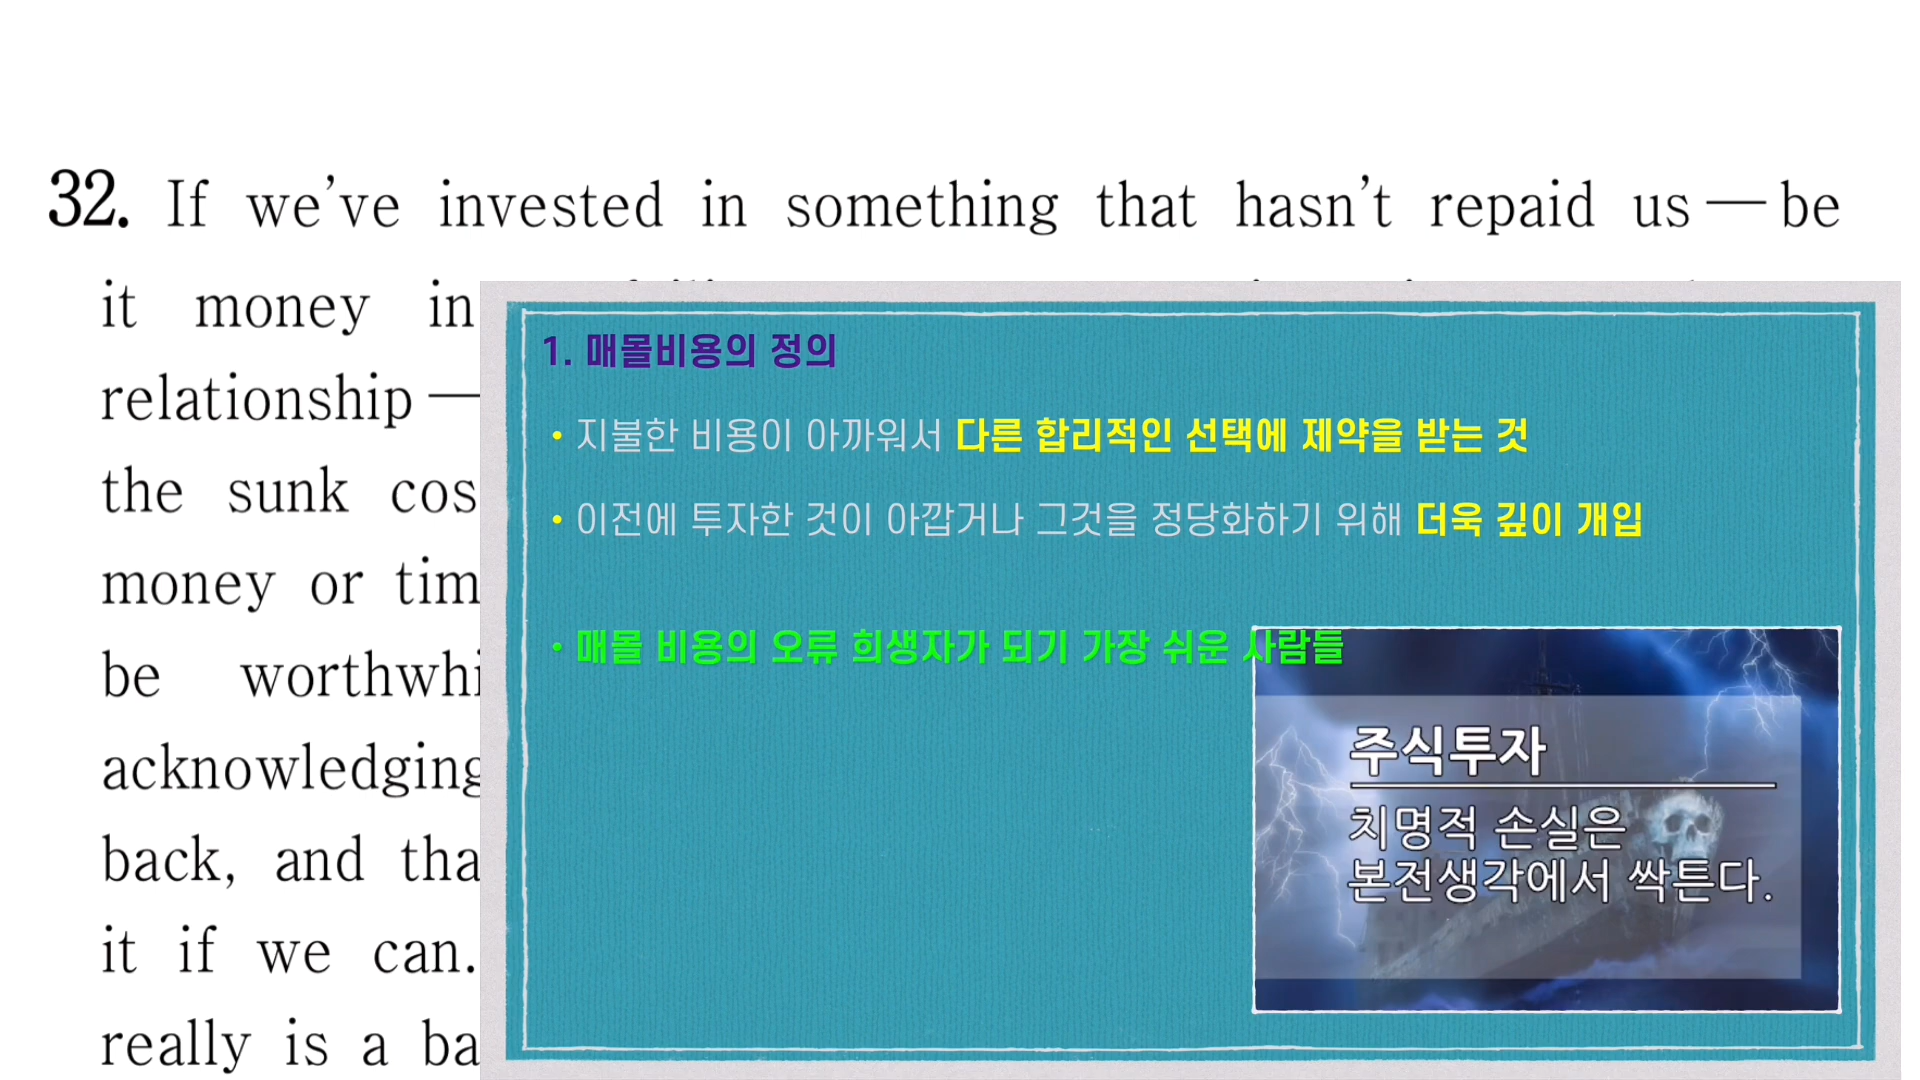 32. If we've invested in something that hasn't repaid us—be
it money in
relationship—
the sunk cos
money or tim
be worthwhi
acknowledging
back, and tha
it if we can.
really is a ba
1. 매몰비용의 정의
• 지불한 비용이 아까워서 다른 합리적인 선택에 제약을 받는 것
• 이전에 투자한 것이 아깝거나 그것을 정당화하기 위해 더욱 깊이 개입
• 매몰 비용의 오류 희생자가 되기 가장 쉬운 사람들
주식투자
치명적 손실은
본전생각에서 싹튼다.